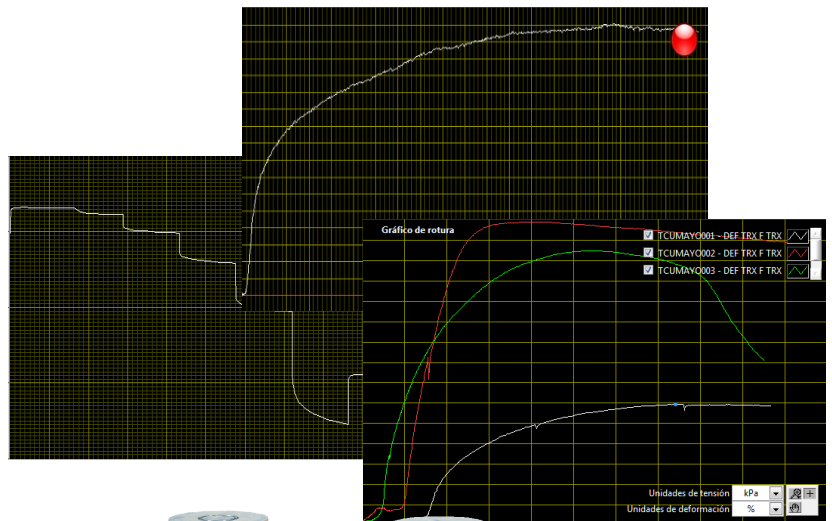 Gráfico de rotura
TCUMAYO001 - DEF TRX F TRX
TCUMAYO002 - DEF TRX F TRX
TCUMAYO003 - DEF TRX F TRX
Unidades de tensión kPa
Unidades de deformación %